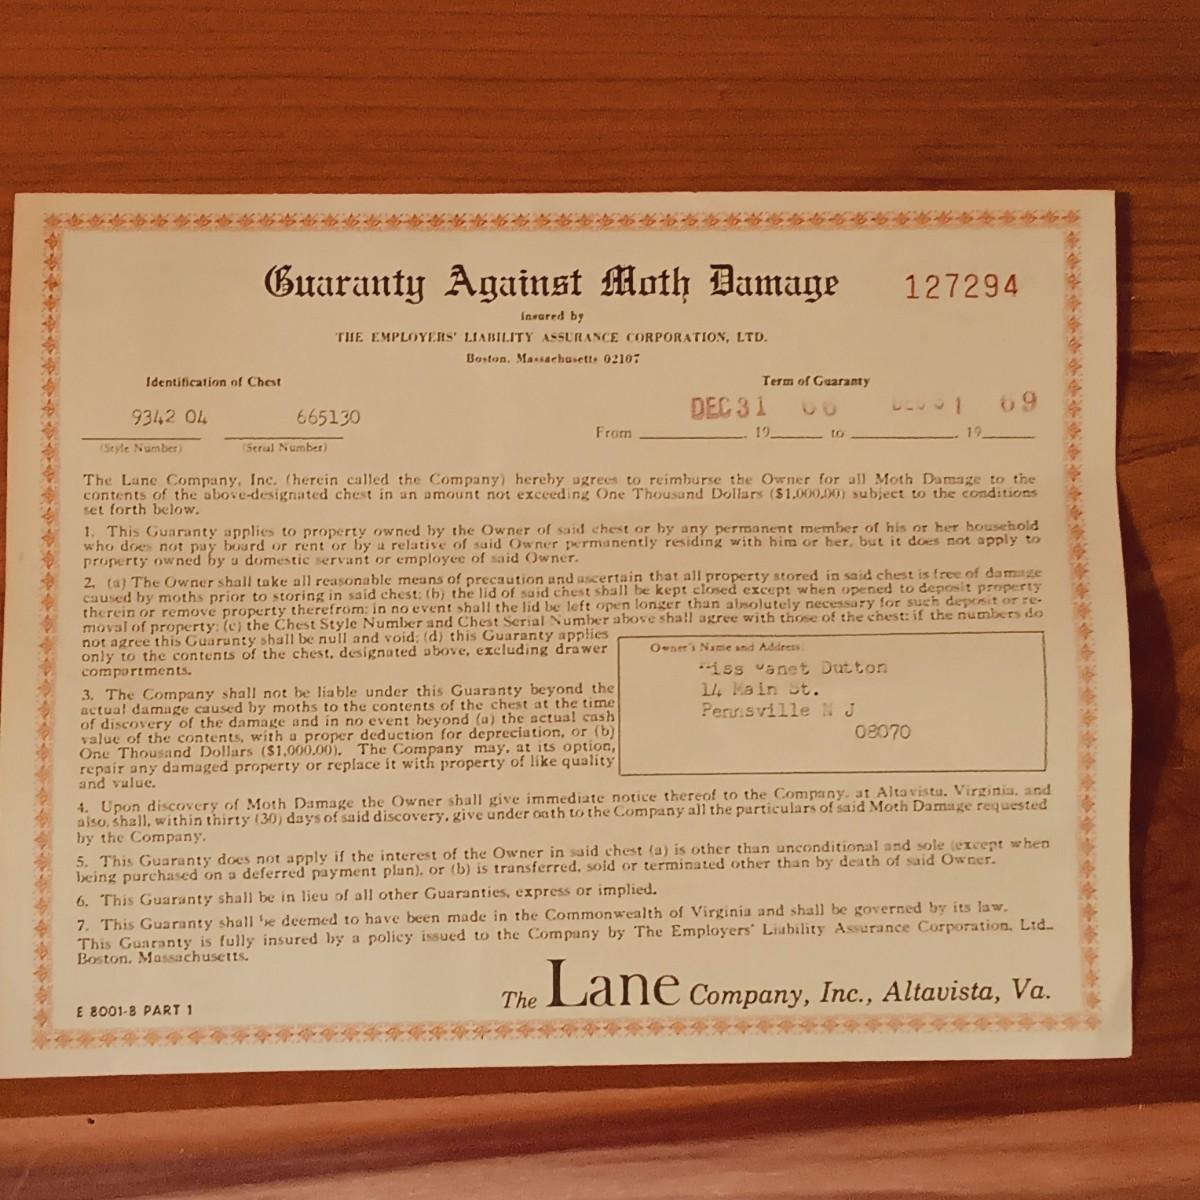 Guaranty Against Moth Damage 127294
insured by
THE EMPLOYERS' LIABILITY ASSURANCE CORPORATION, LTD.
Boston, Massachusetts 02107
Identification of Chest Term of Guaranty
9342 04 665130 DEC 31 66 DEC 31 69
From 19 to 19
(Style Number) (Serial Number)
The Lane Company, Inc. (herein called the Company) hereby agrees to reimburse the Owner for all Moth Damage to the
contents of the above-designated chest in an amount not exceeding One Thousand Dollars ($1,000.00) subject to the conditions
set forth below.
1. This Guaranty applies to property owned by the Owner of said chest or by any permanent member of his or her household
who does not pay board or rent or by a relative of said Owner permanently residing with him or her, but it does not apply to
property owned by a domestic servant or employee of said Owner.
2. (a) The Owner shall take all reasonable means of precaution and ascertain that all property stored in said chest is free of damage
caused by moths prior to storing in said chest; (b) the lid of said chest shall be kept closed except when opened to deposit property
therein or remove property therefrom; in no event shall the lid be left open longer than absolutely necessary for such deposit or re-
moval of property; (c) the Chest Style Number and Chest Serial Number above shall agree with those of the chest; if the numbers do
not agree this Guaranty shall be null and void; (d) this Guaranty applies
only to the contents of the chest, designated above, excluding drawer
compartments.
Owner's Name and Address:
Miss Janet Dutton
14 Main St.
Pennsville N J
08070
3. The Company shall not be liable under this Guaranty beyond the
actual damage caused by moths to the contents of the chest at the time
of discovery of the damage and in no event beyond (a) the actual cash
value of the contents, with a proper deduction for depreciation, or (b)
One Thousand Dollars ($1,000.00). The Company may, at its option,
repair any damaged property or replace it with property of like quality
and value.
4. Upon discovery of Moth Damage the Owner shall give immediate notice thereof to the Company, at Altavista, Virginia, and
also, shall, within thirty (30) days of said discovery, give under oath to the Company all the particulars of said Moth Damage requested
by the Company.
5. This Guaranty does not apply if the interest of the Owner in said chest (a) is other than unconditional and sole (except when
being purchased on a deferred payment plan), or (b) is transferred, sold or terminated other than by death of said Owner.
6. This Guaranty shall be in lieu of all other Guaranties, express or implied.
7. This Guaranty shall be deemed to have been made in the Commonwealth of Virginia and shall be governed by its law.
This Guaranty is fully insured by a policy issued to the Company by The Employers' Liability Assurance Corporation, Ltd.,
Boston, Massachusetts.
The Lane Company, Inc., Altavista, Va.
E 8001-8 PART 1